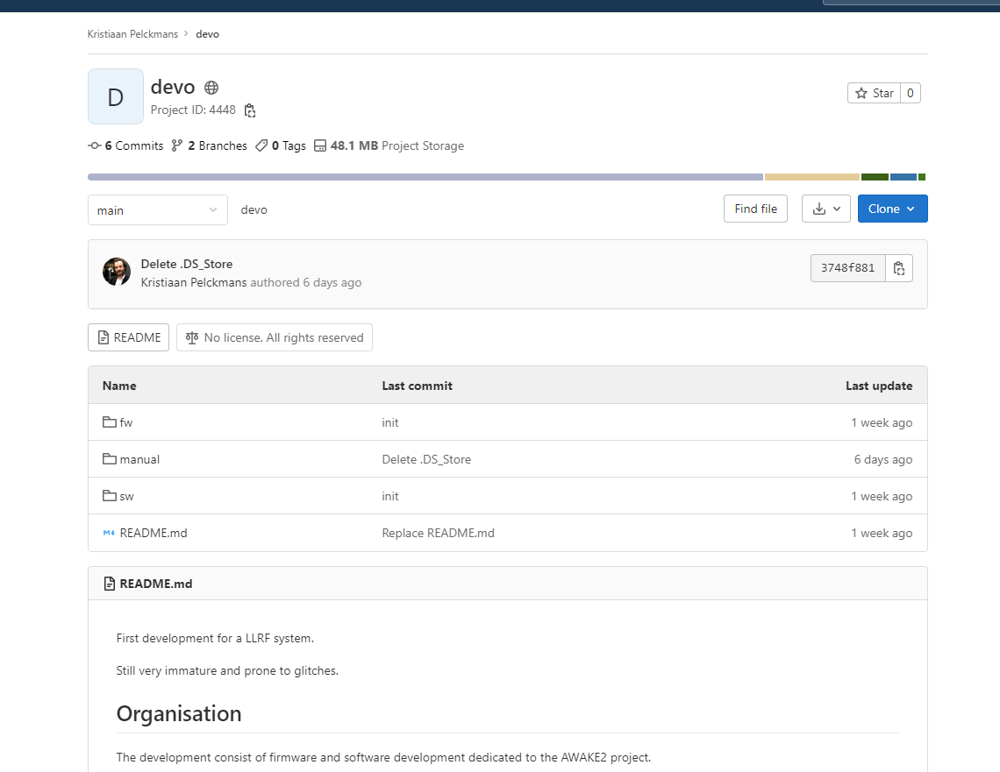 Kristiaan Pelckmans > devo
D
devo
Project ID: 4448
Star 0
6 Commits 2 Branches 0 Tags 48.1 MB Project Storage
main
devo
Find file
Clone
Delete .DS_Store
Kristiaan Pelckmans authored 6 days ago
3748f881
README
No license. All rights reserved
Name Last commit Last update
fw init 1 week ago
manual Delete .DS_Store 6 days ago
sw init 1 week ago
M↓ README.md Replace README.md 1 week ago
README.md
First development for a LLRF system.
Still very immature and prone to glitches.
Organisation
The development consist of firmware and software development dedicated to the AWAKE2 project.